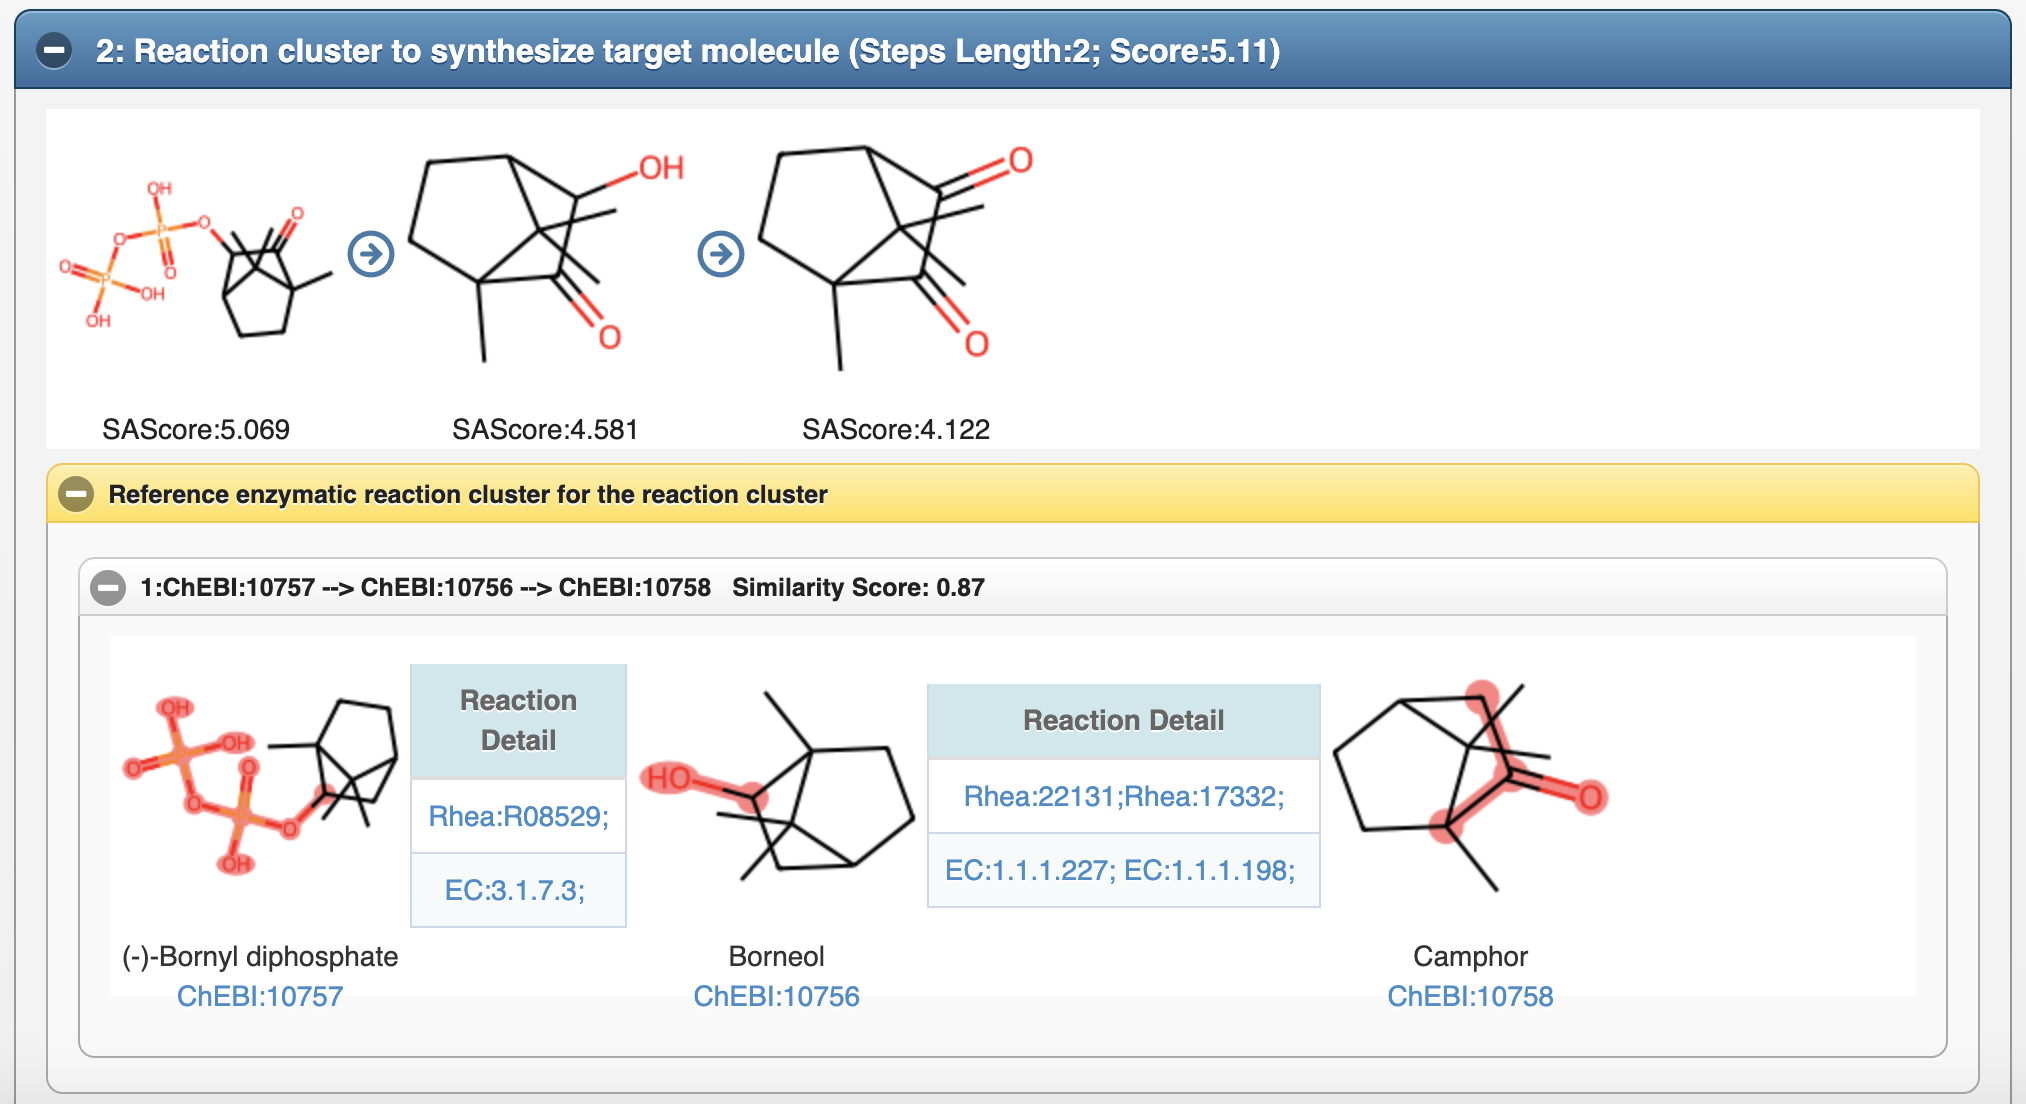 2: Reaction cluster to synthesize target molecule (Steps Length:2; Score:5.11)
OH
O
P
O
O
O
O
P
OH
OH
OH
O
O
O
SAScore:5.069
SAScore:4.581
SAScore:4.122
Reference enzymatic reaction cluster for the reaction cluster
1:ChEBI:10757 --> ChEBI:10756 --> ChEBI:10758 Similarity Score: 0.87
OH
OH
O
O
O
O
OH
Reaction
Detail
Rhea:R08529;
EC:3.1.7.3;
HO
Reaction Detail
Rhea:22131;Rhea:17332;
EC:1.1.1.227; EC:1.1.1.198;
O
(-)-Bornyl diphosphate
ChEBI:10757
Borneol
ChEBI:10756
Camphor
ChEBI:10758